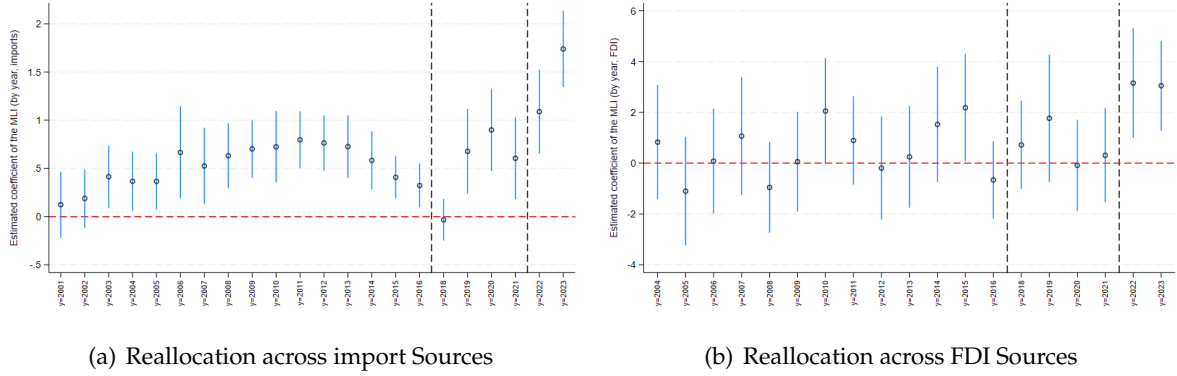 Estimated coefficient of the MLI (by year, imports)
2
1.5
1
.5
0
-.5
y=2001
y=2002
y=2003
y=2004
y=2005
y=2006
y=2007
y=2008
y=2009
y=2010
y=2011
y=2012
y=2013
y=2014
y=2015
y=2016
y=2018
y=2019
y=2020
y=2021
y=2022
y=2023
(a) Reallocation across import Sources
Estimated coefficient of the MLI (by year, FDI)
6
4
2
0
-2
-4
y=2004
y=2005
y=2006
y=2007
y=2008
y=2009
y=2010
y=2011
y=2012
y=2013
y=2014
y=2015
y=2016
y=2018
y=2019
y=2020
y=2021
y=2022
y=2023
(b) Reallocation across FDI Sources